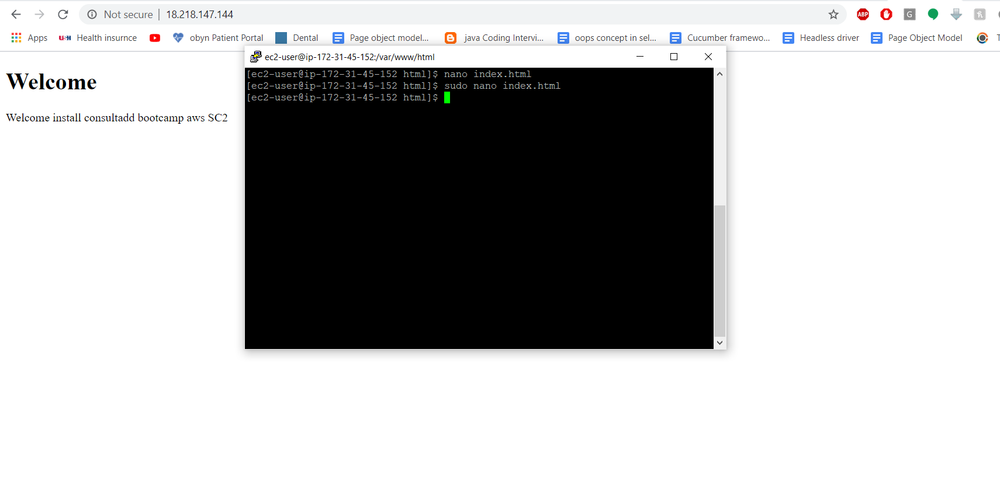 Not secure | 18.218.147.144
ABP G h
Apps USH Health insurnce obyn Patient Portal Dental Page object model... java Coding Intervi... oops concept in sel... Cucumber framewo... Headless driver Page Object Model
ec2-user@ip-172-31-45-152:/var/www/html
[ec2-user@ip-172-31-45-152 html]$ nano index.html
[ec2-user@ip-172-31-45-152 html]$ sudo nano index.html
[ec2-user@ip-172-31-45-152 html]$
Welcome
Welcome install consultadd bootcamp aws SC2